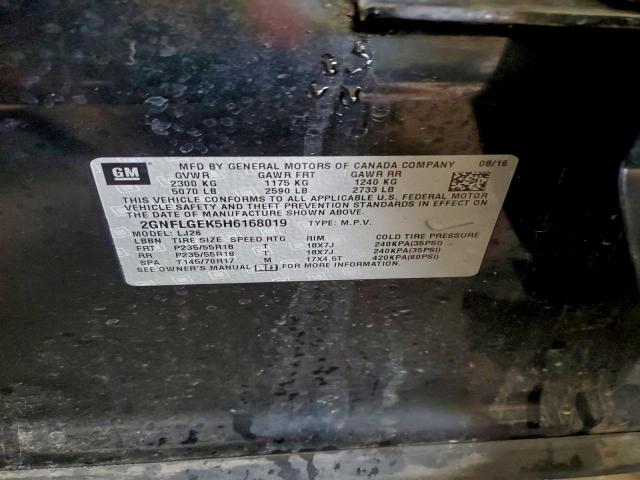 GM
MFD BY GENERAL MOTORS OF CANADA COMPANY 08/16
GVWR GAWR FRT GAWR RR
2300 KG 1175 KG 1240 KG
5070 LB 2590 LB 2733 LB
THIS VEHICLE CONFORMS TO ALL APPLICABLE U.S. FEDERAL MOTOR
VEHICLE SAFETY AND THEFT PREVENTION STANDARDS IN EFFECT ON THE
DATE OF MANUFACTURE SHOWN ABOVE.
2GNFLGEK5H6168019 TYPE: M.P.V.
MODEL: LJ26
LBBN TIRE SIZE SPEED RTG RIM COLD TIRE PRESSURE
FRT P235/55R18 T 18X7J 240KPA(35PSI)
RR P235/55R18 T 18X7J 240KPA(35PSI)
SPA T145/70R17 M 17X4.5T 420KPA(60PSI)
SEE OWNER'S MANUAL